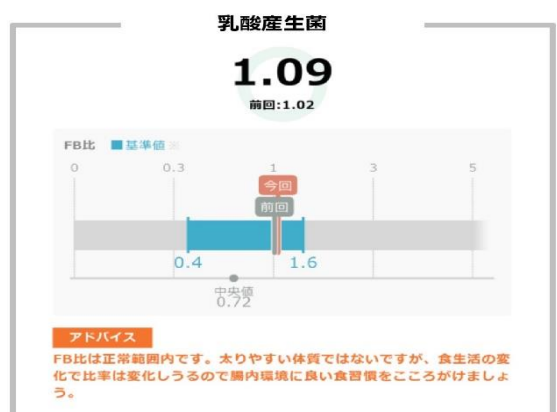 乳酸産生菌
1.09
前回:1.02
FB比 基準値
0 0.3 1 3 5
今回
前回
0.4 1.6
中央値
0.72
アドバイス
FB比は正常範囲内です。太りやすい体質ではないですが、食生活の変
化で比率は変化しうるので腸内環境に良い食習慣をこころがけましょ
う。